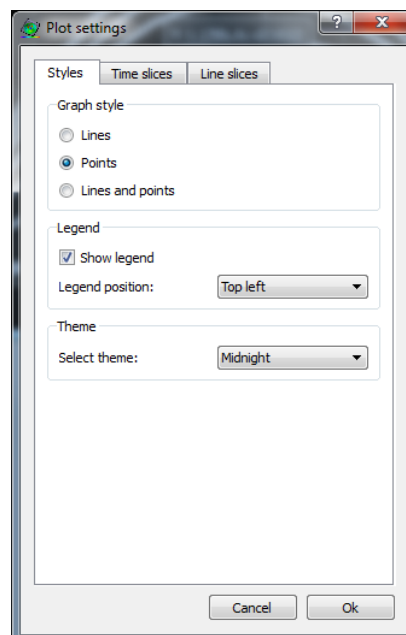 Plot settings
?
Styles Time slices Line slices
Graph style
Lines
Points
Lines and points
Legend
Show legend
Legend position: Top left
Theme
Select theme: Midnight
Cancel Ok